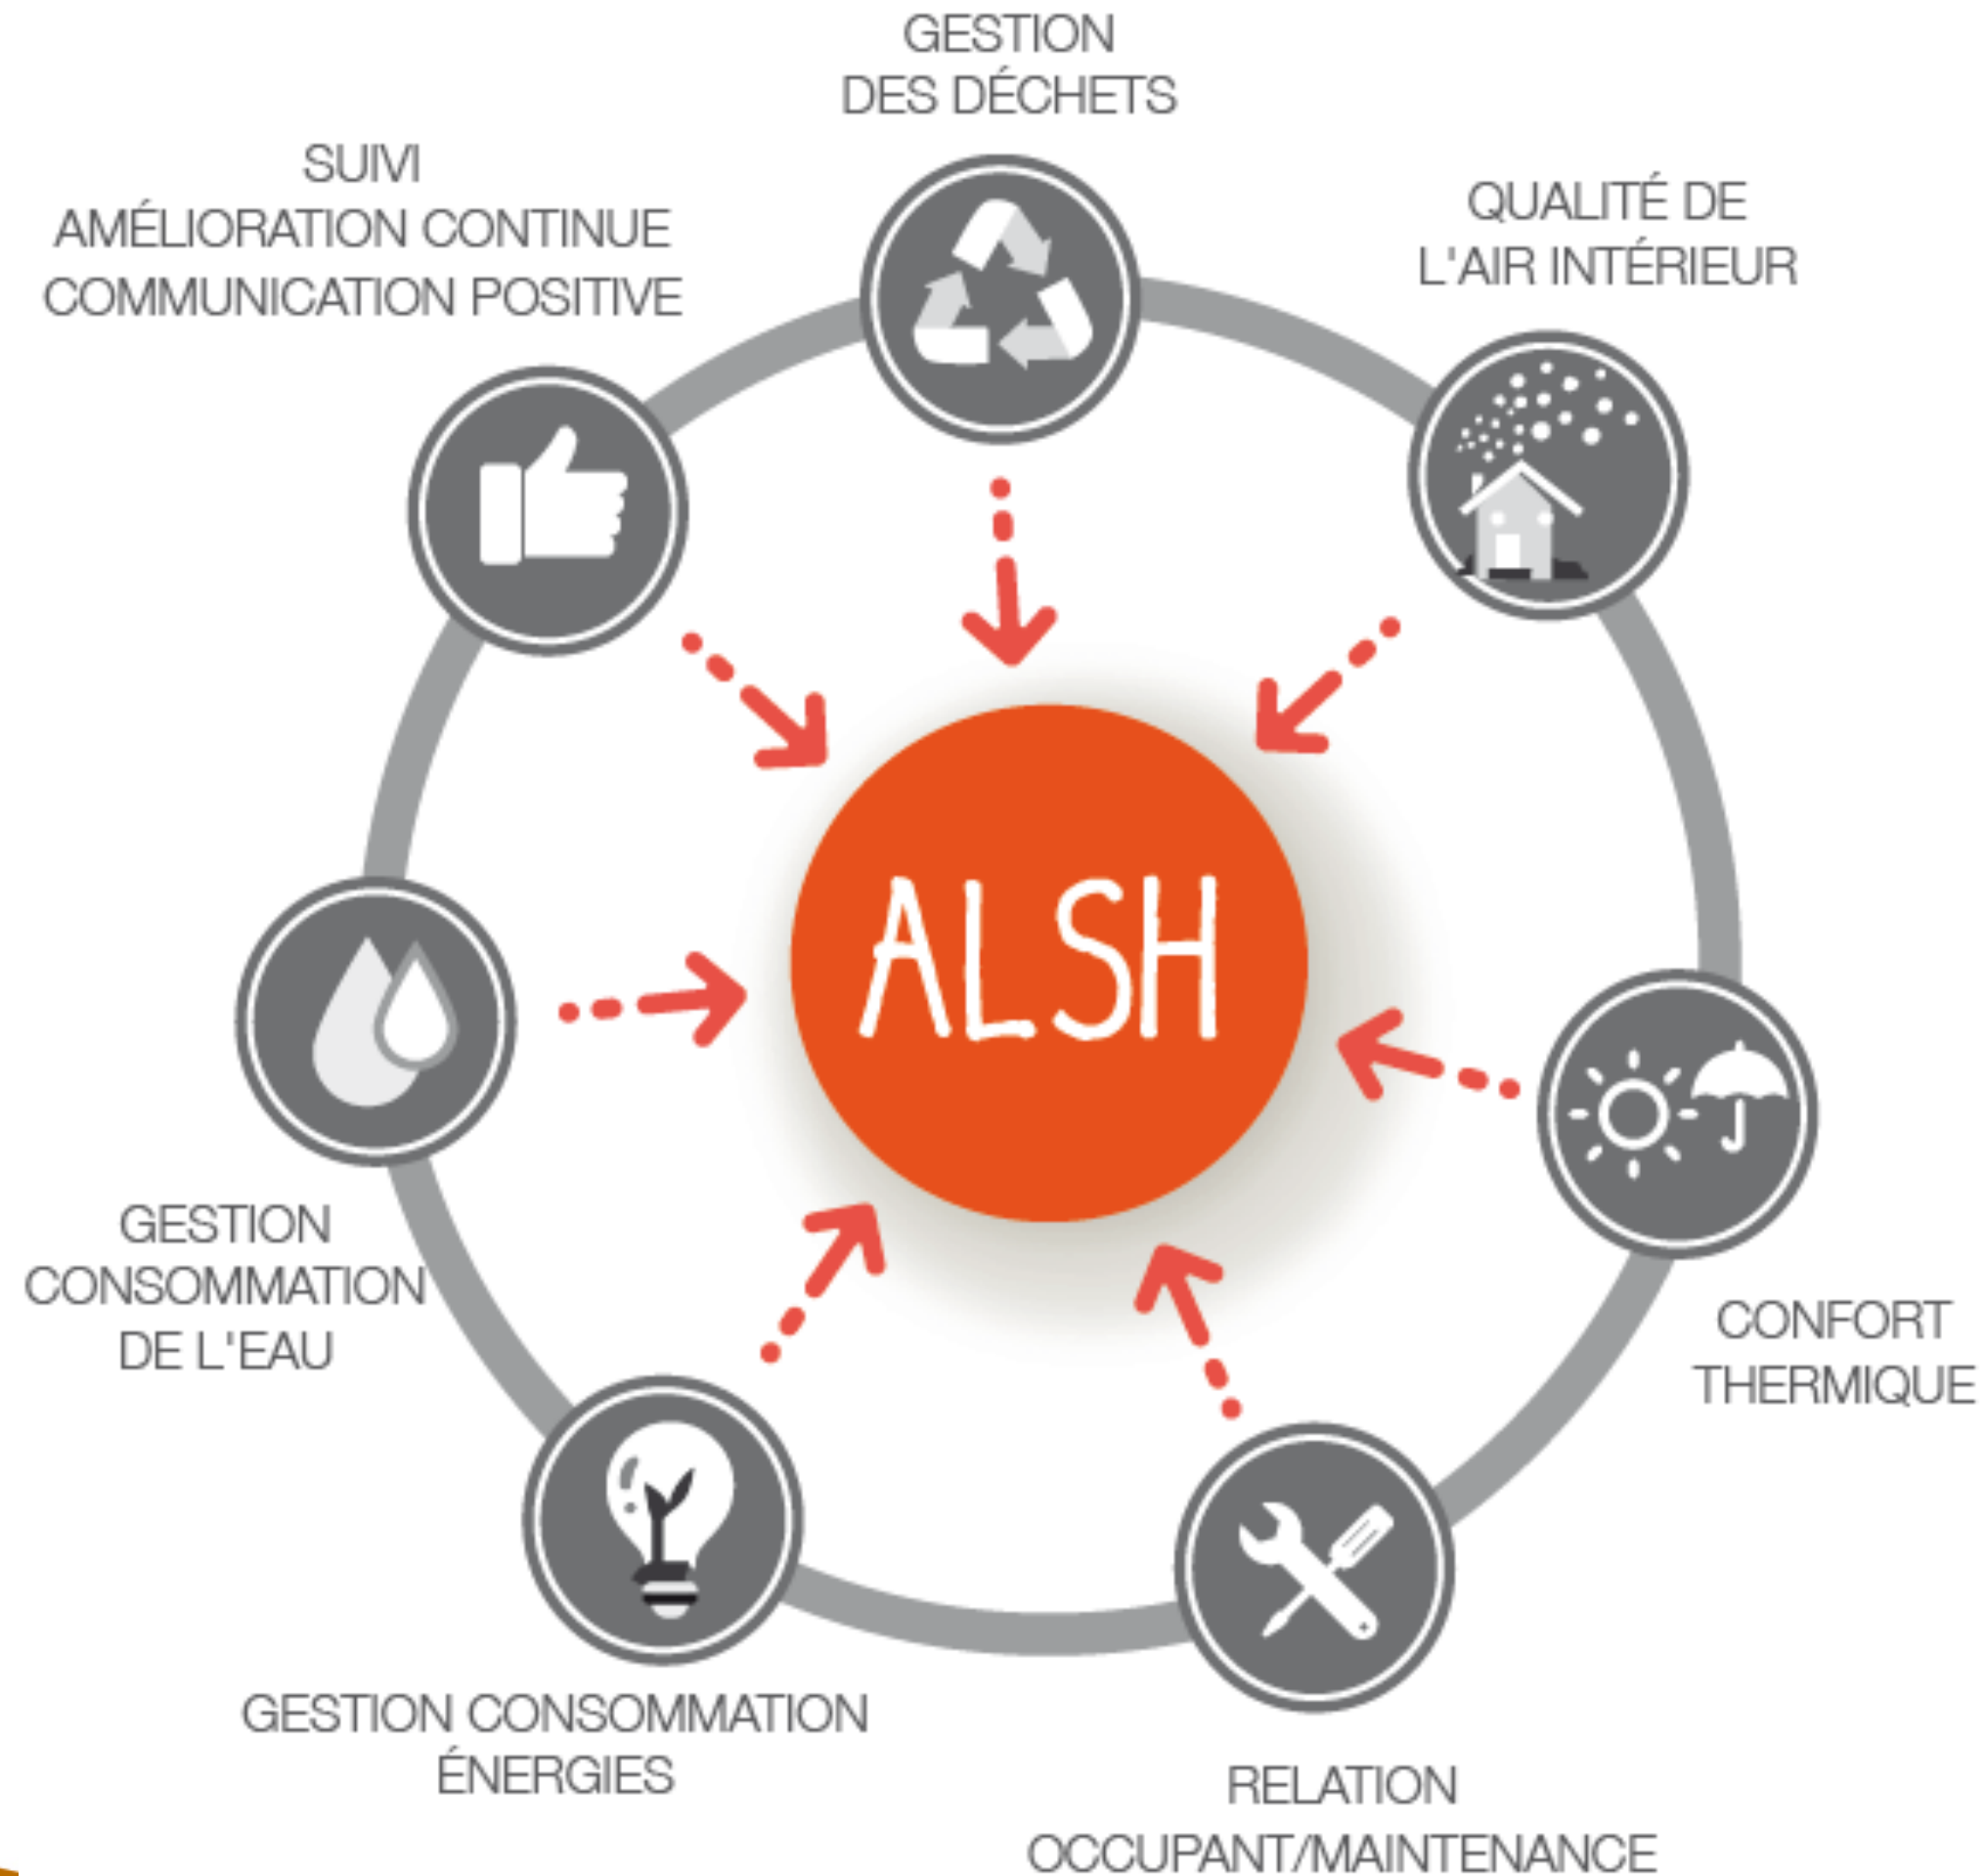 GESTION
DES DÉCHETS
SUIVI
AMÉLIORATION CONTINUE
COMMUNICATION POSITIVE
QUALITÉ DE
L'AIR INTÉRIEUR
ALSH
GESTION
CONSOMMATION
DE L'EAU
CONFORT
THERMIQUE
GESTION CONSOMMATION
ÉNERGIES
RELATION
OCCUPANT/MAINTENANCE